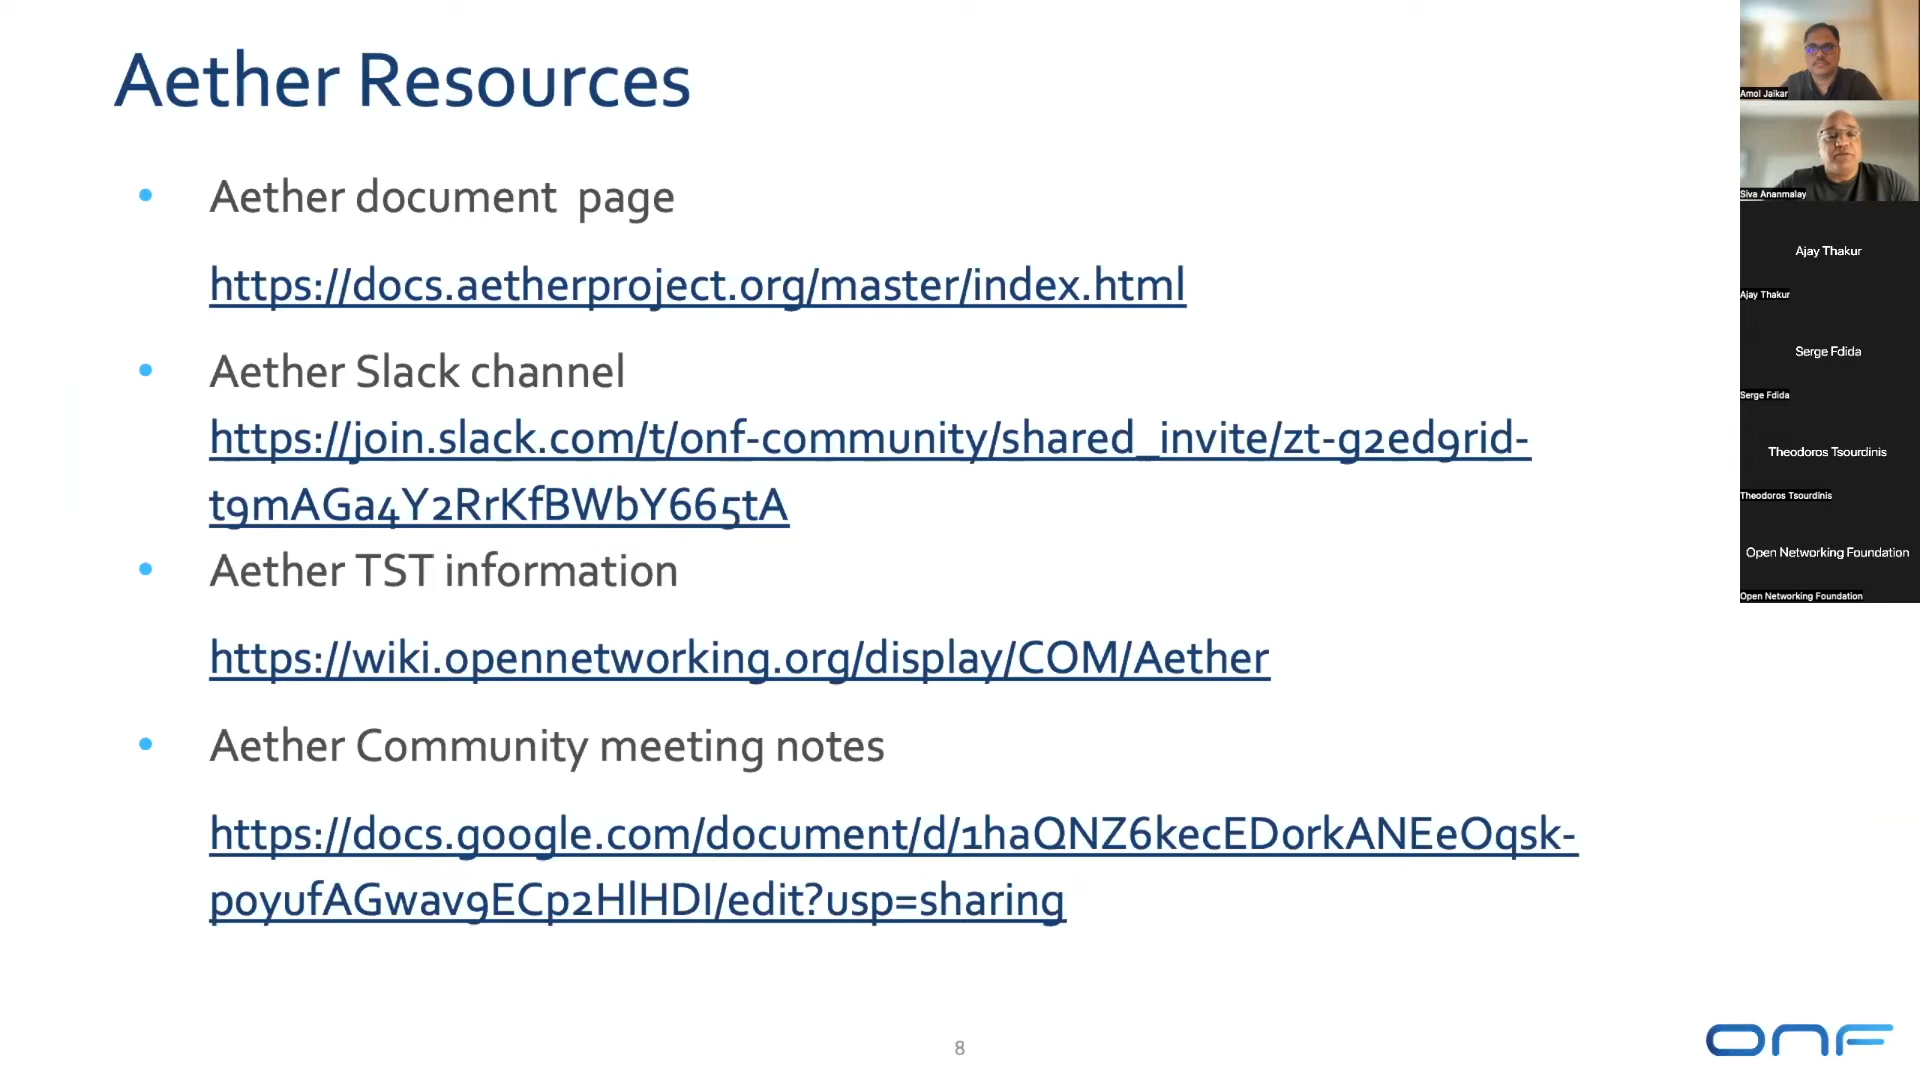 Aether Resources
• Aether document page
https://docs.aetherproject.org/master/index.html
• Aether Slack channel
https://join.slack.com/t/onf-community/shared_invite/zt-g2ed9rid-
t9mAGa4Y2RrKfBWbY665tA
• Aether TST information
https://wiki.opennetworking.org/display/COM/Aether
• Aether Community meeting notes
https://docs.google.com/document/d/1haQNZ6kecEDorkANEeOqsk-
poyufAGwav9ECp2HlHDI/edit?usp=sharing
8
ONF
Amol Jaikar
Siva Ananmalay
Ajay Thakur
Ajay Thakur
Serge Fdida
Serge Fdida
Theodoros Tsourdinis
Theodoros Tsourdinis
Open Networking Foundation
Open Networking Foundation